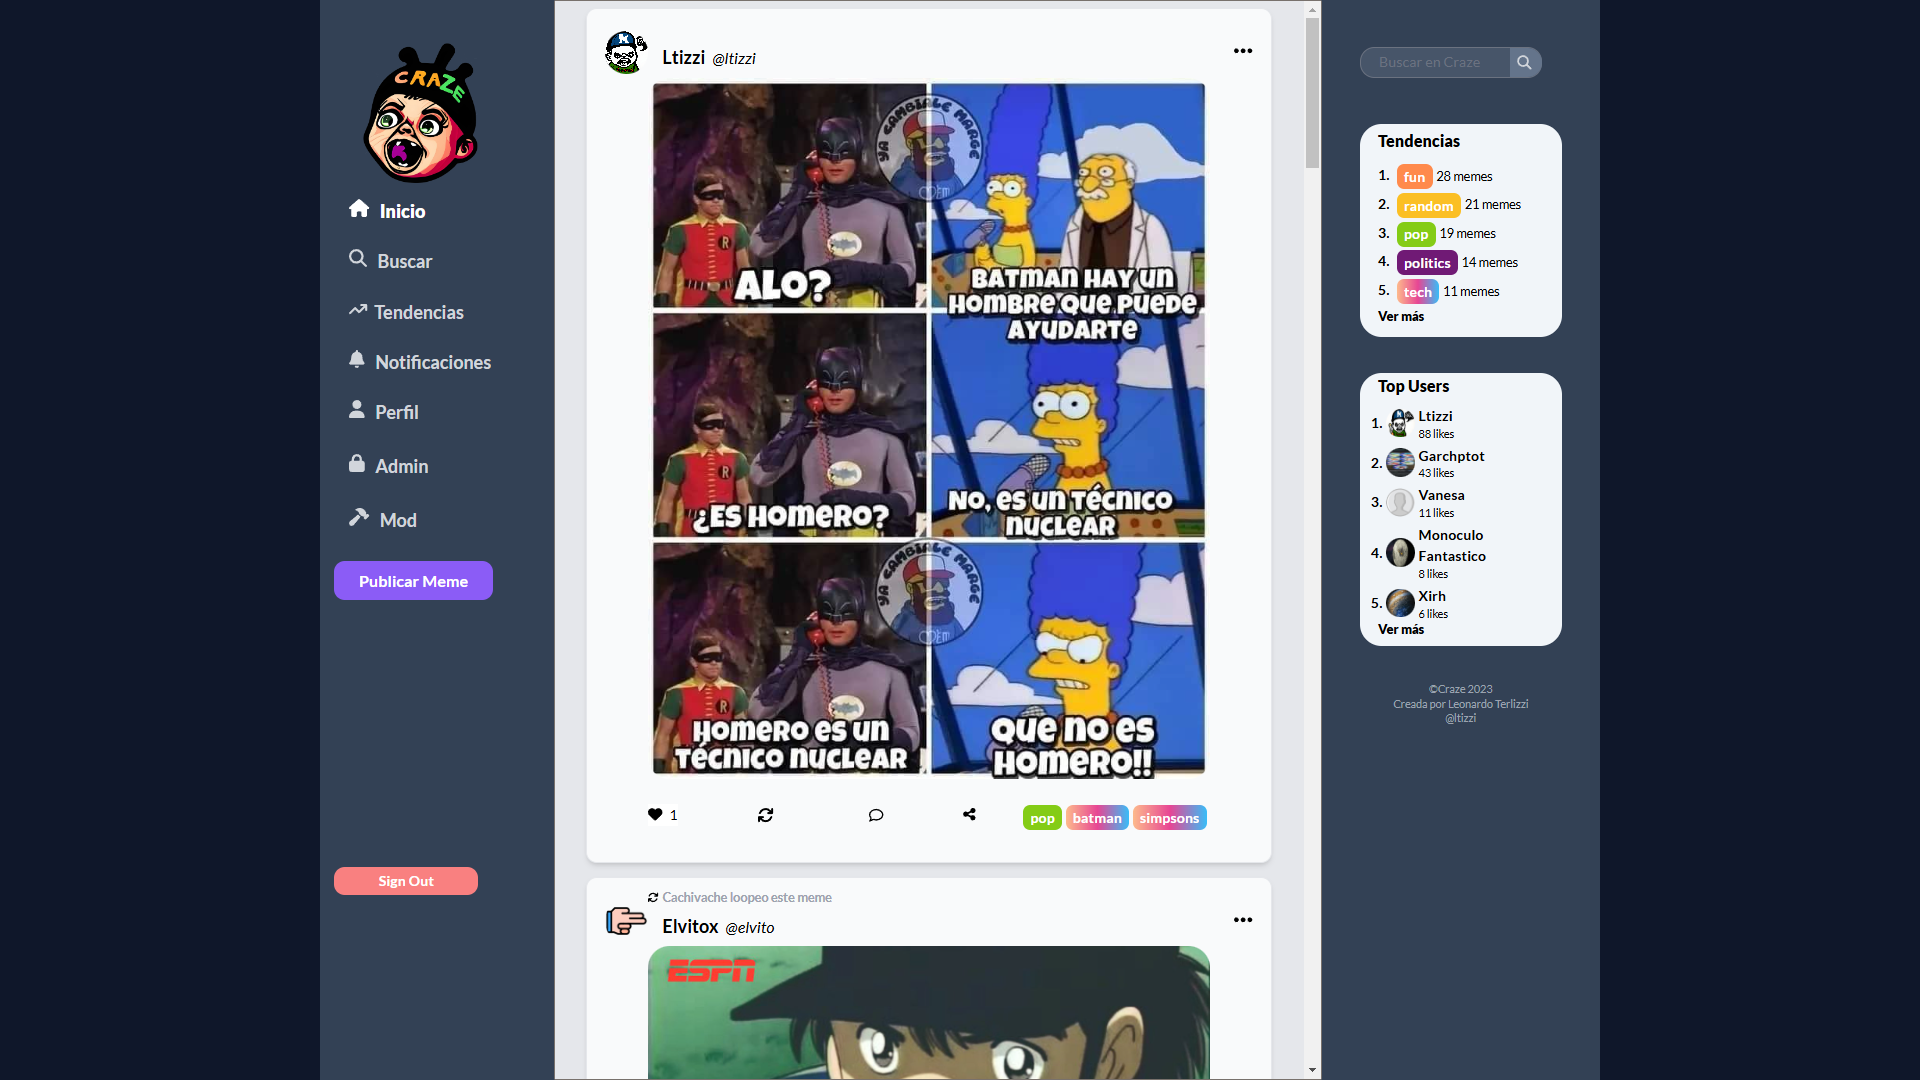 CRAZE
Inicio
Buscar
Tendencias
Notificaciones
Perfil
Admin
Mod
Publicar Meme
Sign Out
Ltizzi @ltizzi
YA CAMBIALE MARGE
ALO?
BATMAN HAY UN
HOMBRE QUE PUEDE
AYUDARTE
¿ES HOMERO?
NO, ES UN TÉCNICO
NUCLEAR
YA CAMBIALE MARGE
HOMERO ES UN
TÉCNICO NUCLEAR
QUE NO ES
HOMERO!!
1
pop batman simpsons
Cachivache loopeo este meme
Elvitox @elvito
ESPN
Buscar en Craze
Tendencias
1. fun 28 memes
2. random 21 memes
3. pop 19 memes
4. politics 14 memes
5. tech 11 memes
Ver más
Top Users
1. Ltizzi
88 likes
2. Garchptot
43 likes
3. Vanesa
11 likes
4. Monoculo
Fantastico
8 likes
5. Xirh
6 likes
Ver más
©Craze 2023
Creada por Leonardo Terlizzi
@ltizzi